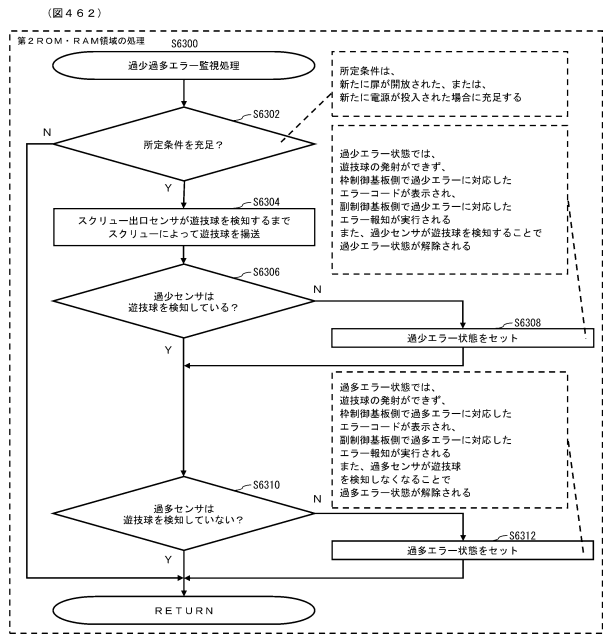 （図４６２）
第２ＲＯＭ・ＲＡＭ領域の処理
S6300
過少過多エラー監視処理
所定条件は、
新たに扉が開放された、または、
新たに電源が投入された場合に充足する
S6302
N
所定条件を充足？
Y
過少エラー状態では、
遊技球の発射ができず、
枠制御基板側で過少エラーに対応した
エラーコードが表示され、
副制御基板側で過少エラーに対応した
エラー報知が実行される
また、過少センサが遊技球を検知することで
過少エラー状態が解除される
S6304
スクリュー出口センサが遊技球を検知するまで
スクリューによって遊技球を揚送
S6306
過少センサは
遊技球を検知している？
N
Y
S6308
過少エラー状態をセット
過多エラー状態では、
遊技球の発射ができず、
枠制御基板側で過多エラーに対応した
エラーコードが表示され、
副制御基板側で過多エラーに対応した
エラー報知が実行される
また、過多センサが遊技球
を検知しなくなることで
過多エラー状態が解除される
S6310
過多センサは
遊技球を検知していない？
N
Y
S6312
過多エラー状態をセット
ＲＥＴＵＲＮ